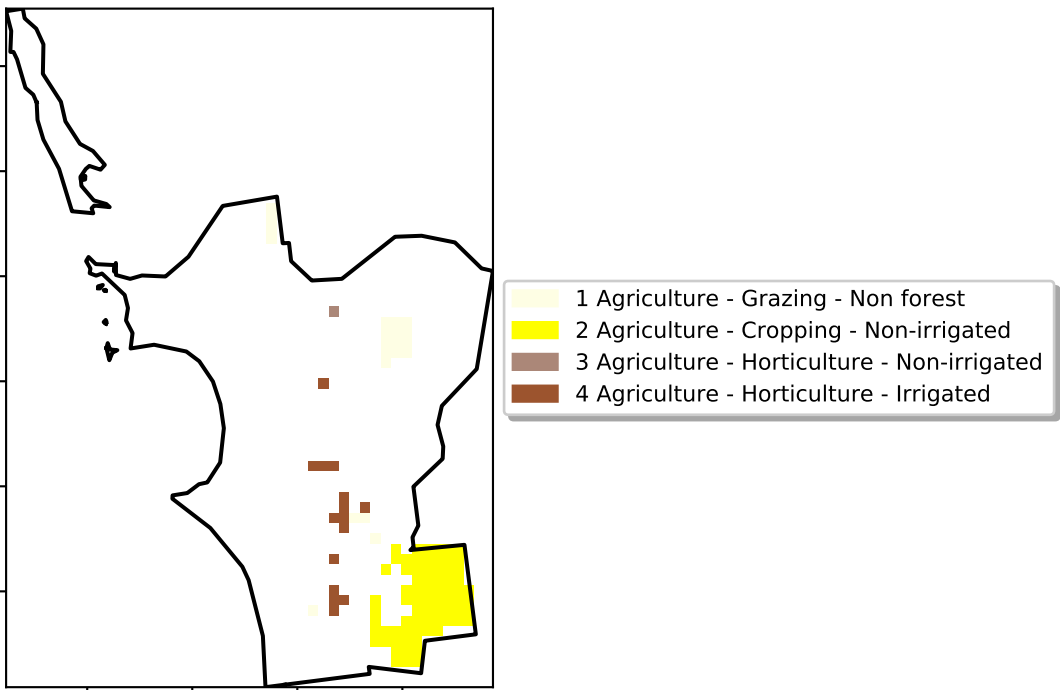 1 Agriculture - Grazing - Non forest
2 Agriculture - Cropping - Non-irrigated
3 Agriculture - Horticulture - Non-irrigated
4 Agriculture - Horticulture - Irrigated